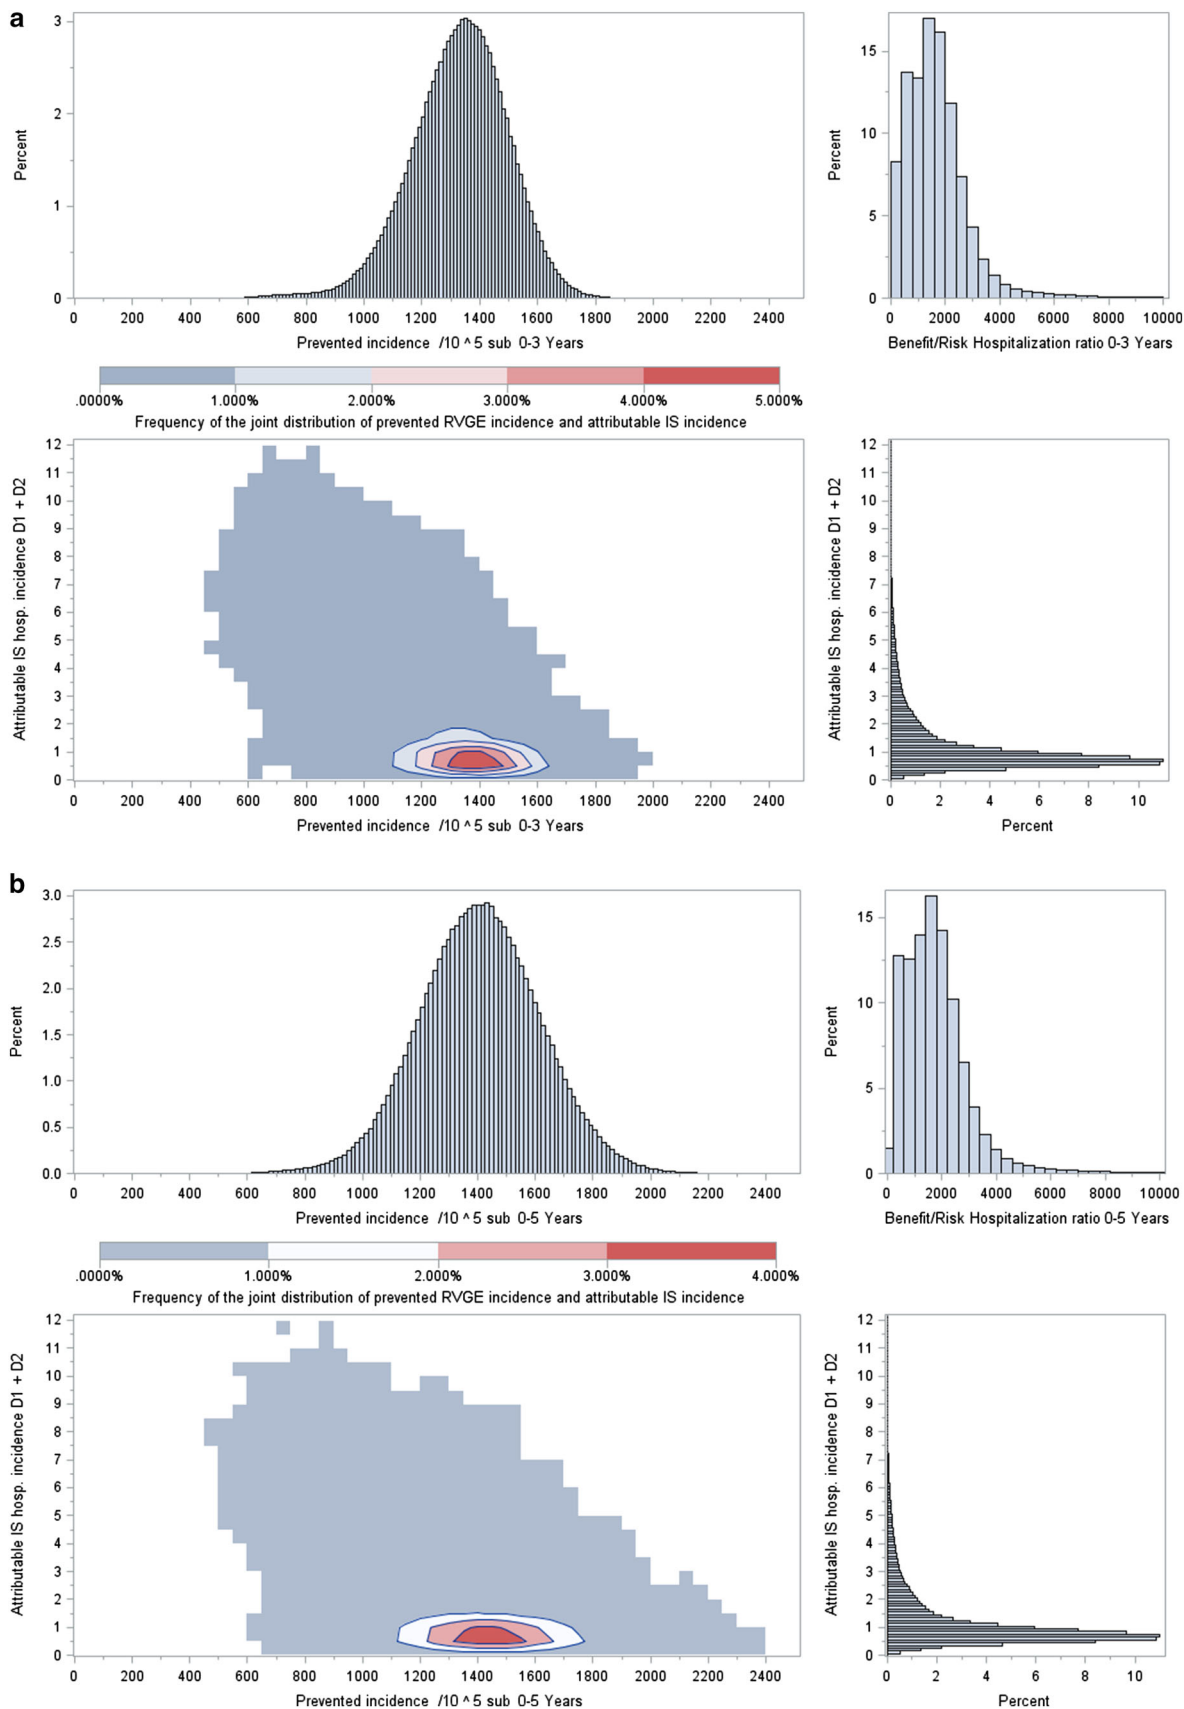 a
3
2
1
0
Percent
0 200 400 600 800 1000 1200 1400 1600 1800 2000 2200 2400
Prevented incidence /10 ^ 5 sub 0-3 Years
15
10
5
0
Percent
0 2000 4000 6000 8000 10000
Benefit/Risk Hospitalization ratio 0-3 Years
.0000% 1.000% 2.000% 3.000% 4.000% 5.000%
Frequency of the joint distribution of prevented RVGE incidence and attributable IS incidence
12
11
10
9
8
7
6
5
4
3
2
1
0
Attributable IS hosp. incidence D1 + D2
0 200 400 600 800 1000 1200 1400 1600 1800 2000 2200 2400
Prevented incidence /10 ^ 5 sub 0-3 Years
12
11
10
9
8
7
6
5
4
3
2
1
0
Attributable IS hosp. incidence D1 + D2
0 2 4 6 8 10
Percent
b
3.0
2.5
2.0
1.5
1.0
0.5
0.0
Percent
0 200 400 600 800 1000 1200 1400 1600 1800 2000 2200 2400
Prevented incidence /10 ^ 5 sub 0-5 Years
15
10
5
0
Percent
0 2000 4000 6000 8000 10000
Benefit/Risk Hospitalization ratio 0-5 Years
.0000% 1.000% 2.000% 3.000% 4.000%
Frequency of the joint distribution of prevented RVGE incidence and attributable IS incidence
12
11
10
9
8
7
6
5
4
3
2
1
0
Attributable IS hosp. incidence D1 + D2
0 200 400 600 800 1000 1200 1400 1600 1800 2000 2200 2400
Prevented incidence /10 ^ 5 sub 0-5 Years
12
11
10
9
8
7
6
5
4
3
2
1
0
Attributable IS hosp. incidence D1 + D2
0 2 4 6 8 10
Percent